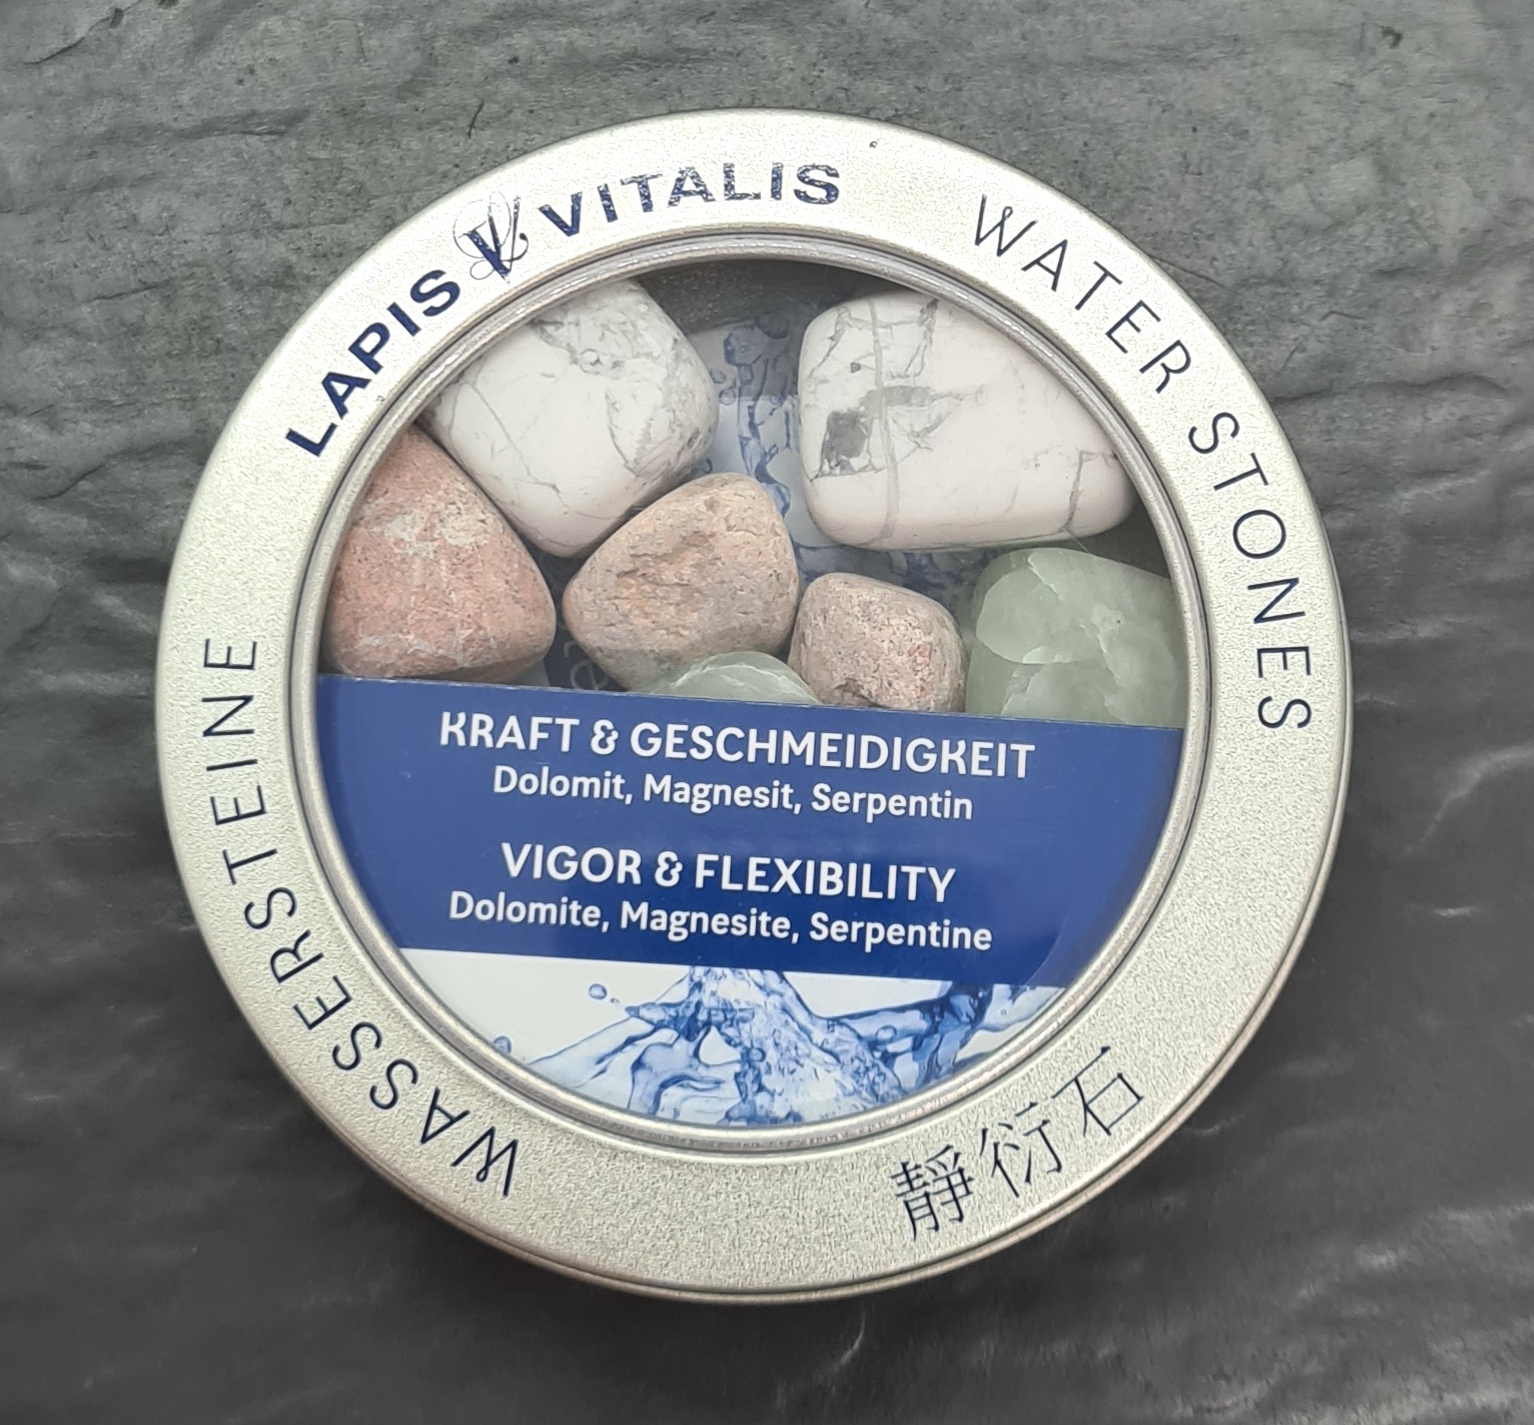 LAPIS VITALIS
WATER STONES
KRAFT & GESCHMEIDIGKEIT
Dolomit, Magnesit, Serpentin
VIGOR & FLEXIBILITY
Dolomite, Magnesite, Serpentine
WASSERSTEINE
靜衍石